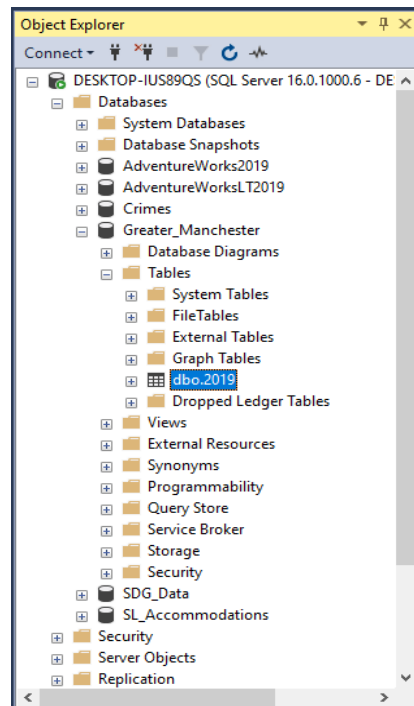 Object Explorer
Connect
DESKTOP-IUS89QS (SQL Server 16.0.1000.6 - DE
Databases
System Databases
Database Snapshots
AdventureWorks2019
AdventureWorksLT2019
Crimes
Greater_Manchester
Database Diagrams
Tables
System Tables
FileTables
External Tables
Graph Tables
dbo.2019
Dropped Ledger Tables
Views
External Resources
Synonyms
Programmability
Query Store
Service Broker
Storage
Security
SDG_Data
SL_Accommodations
Security
Server Objects
Replication